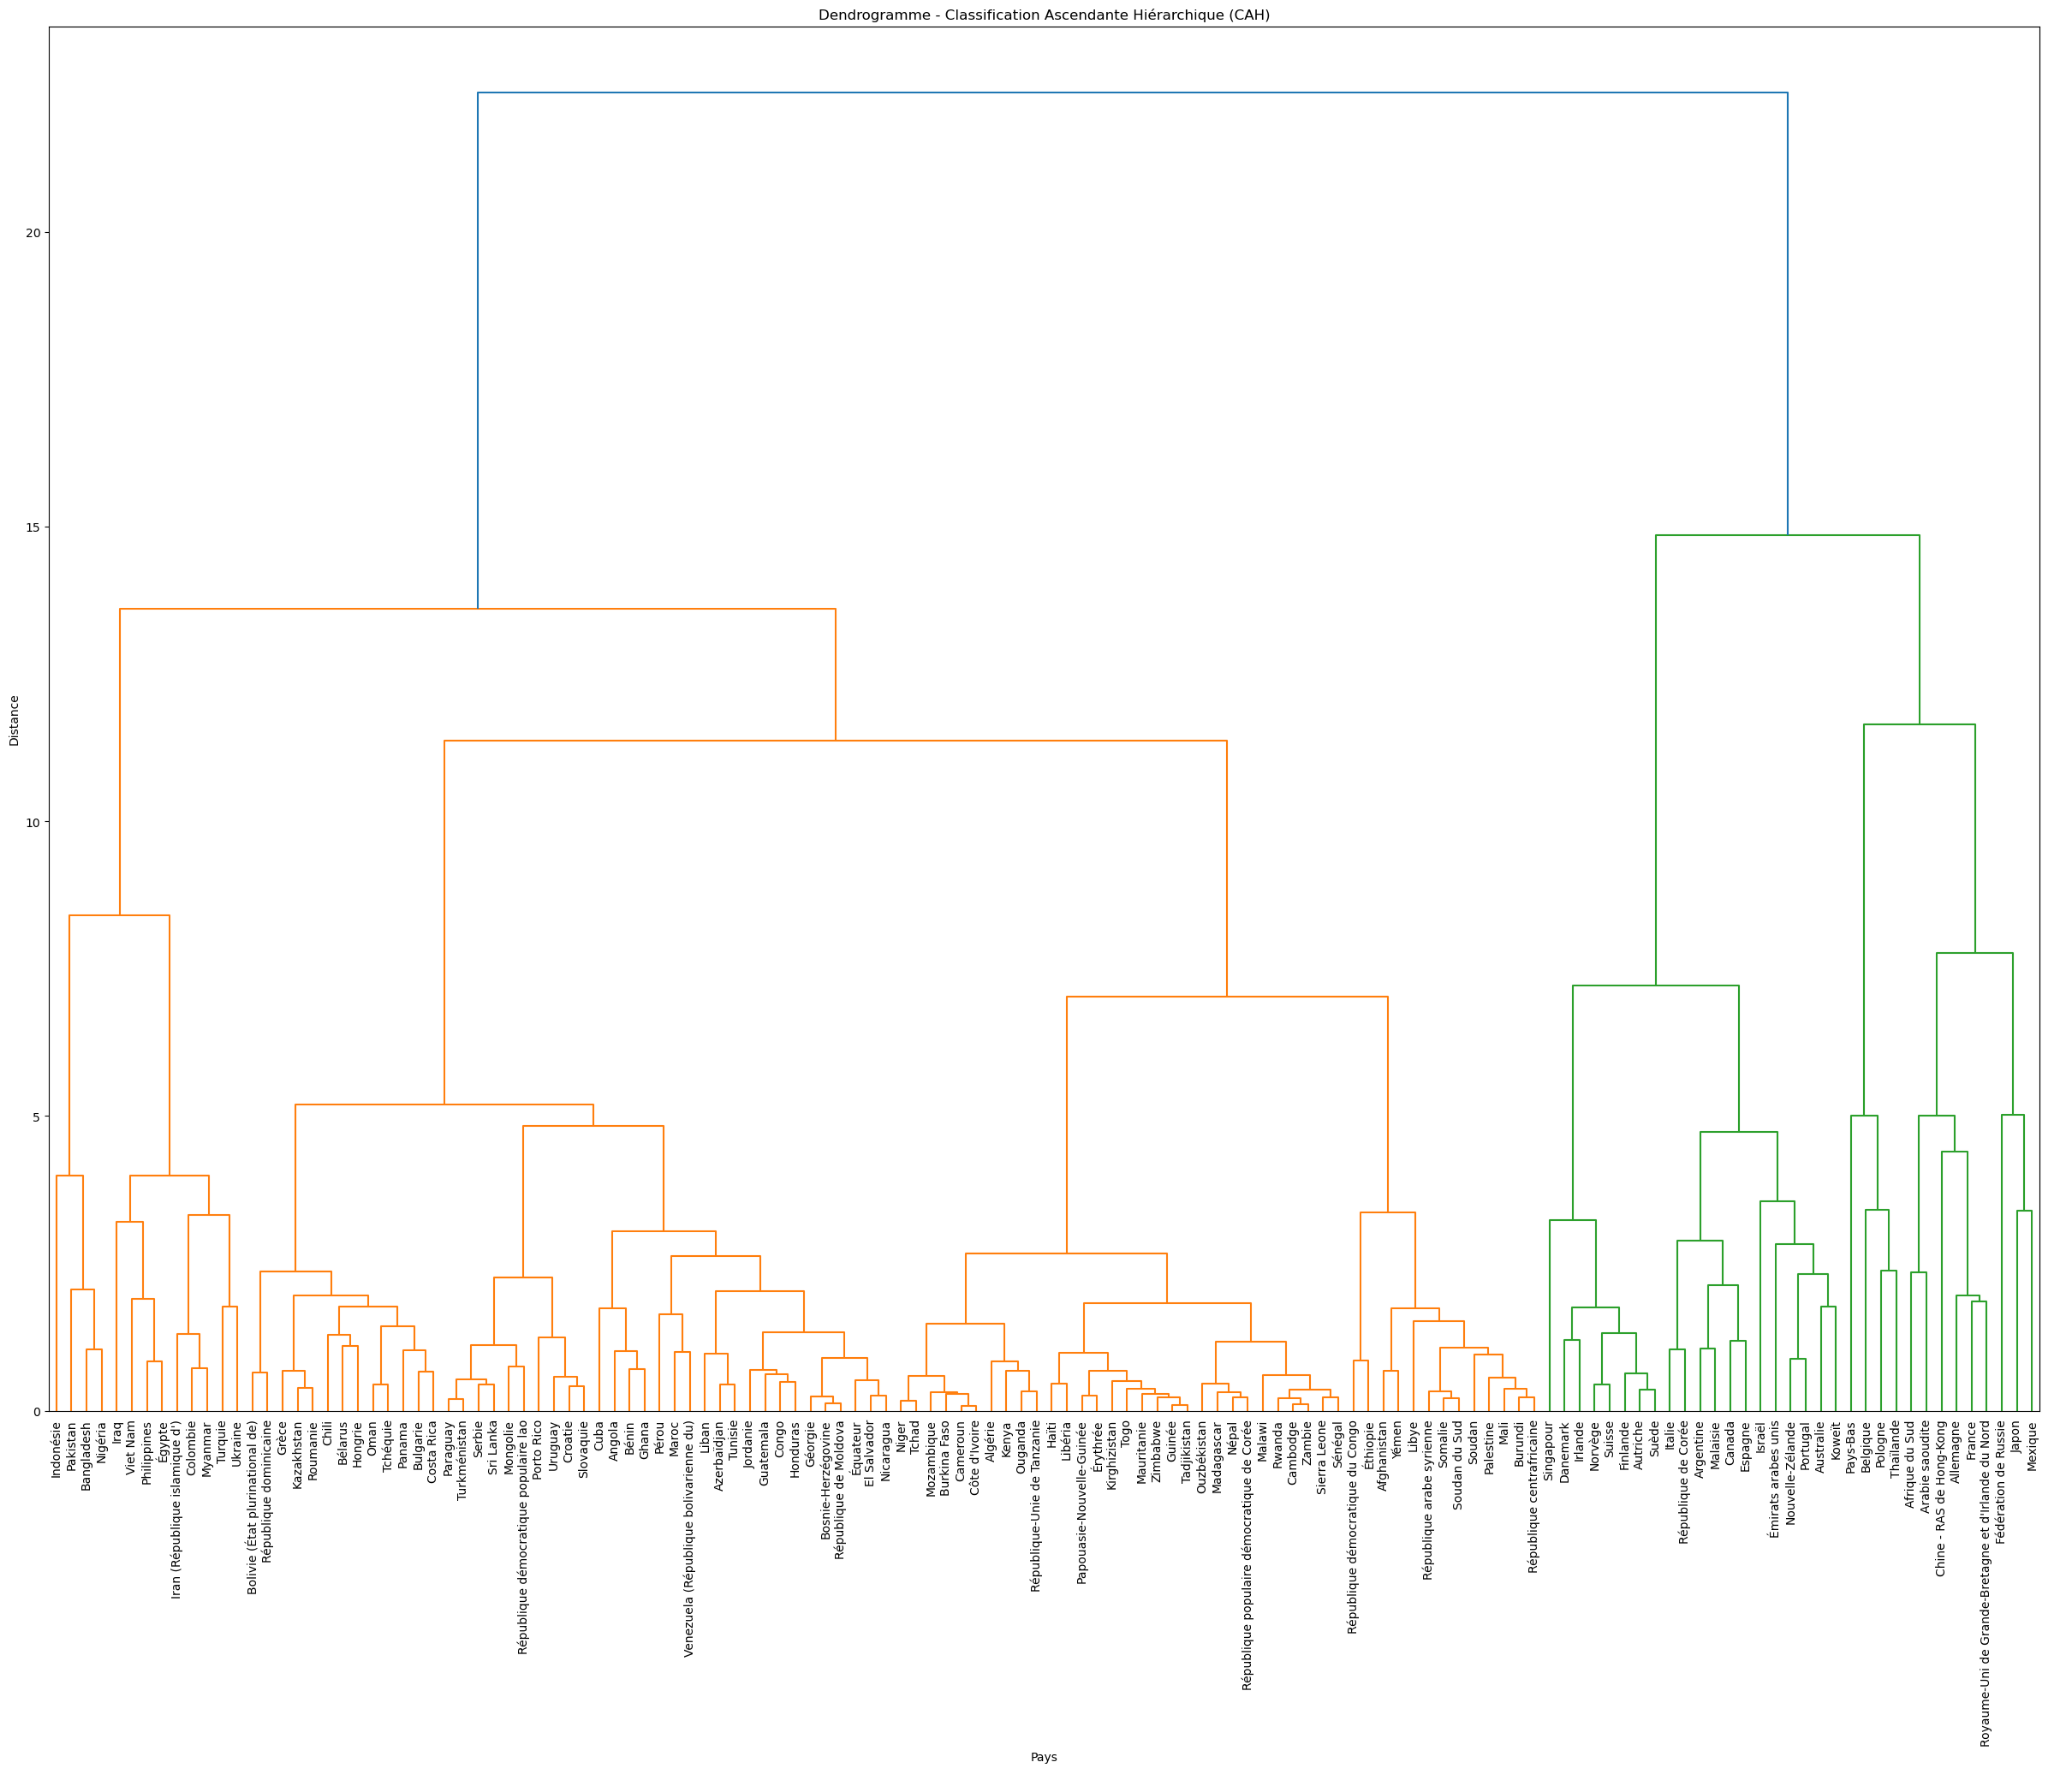 Dendrogramme - Classification Ascendante Hiérarchique (CAH)
20
15
10
5
0
Distance
Indonésie
Pakistan
Bangladesh
Nigéria
Iraq
Viet Nam
Philippines
Égypte
Iran (République islamique d')
Colombie
Myanmar
Turquie
Ukraine
Bolivie (État plurinational de)
République dominicaine
Grèce
Kazakhstan
Roumanie
Chili
Bélarus
Hongrie
Oman
Tchéquie
Panama
Bulgarie
Costa Rica
Paraguay
Turkménistan
Serbie
Sri Lanka
Mongolie
République démocratique populaire lao
Porto Rico
Uruguay
Croatie
Slovaquie
Cuba
Angola
Bénin
Ghana
Pérou
Maroc
Venezuela (République bolivarienne du)
Liban
Azerbaïdjan
Tunisie
Jordanie
Guatemala
Congo
Honduras
Géorgie
Bosnie-Herzégovine
République de Moldova
Équateur
El Salvador
Nicaragua
Niger
Tchad
Mozambique
Burkina Faso
Cameroun
Côte d'Ivoire
Algérie
Kenya
Ouganda
République-Unie de Tanzanie
Haïti
Libéria
Papouasie-Nouvelle-Guinée
Érythrée
Kirghizistan
Togo
Mauritanie
Zimbabwe
Guinée
Tadjikistan
Ouzbékistan
Madagascar
Népal
République populaire démocratique de Corée
Malawi
Rwanda
Cambodge
Zambie
Sierra Leone
Sénégal
République démocratique du Congo
Éthiopie
Afghanistan
Yémen
Libye
République arabe syrienne
Somalie
Soudan du Sud
Soudan
Palestine
Mali
Burundi
République centrafricaine
Singapour
Danemark
Irlande
Norvège
Suisse
Finlande
Autriche
Suède
Italie
République de Corée
Argentine
Malaisie
Canada
Espagne
Israël
Émirats arabes unis
Nouvelle-Zélande
Portugal
Australie
Koweït
Pays-Bas
Belgique
Pologne
Thaïlande
Afrique du Sud
Arabie saoudite
Chine - RAS de Hong-Kong
Allemagne
France
Royaume-Uni de Grande-Bretagne et d'Irlande du Nord
Fédération de Russie
Japon
Mexique
Pays